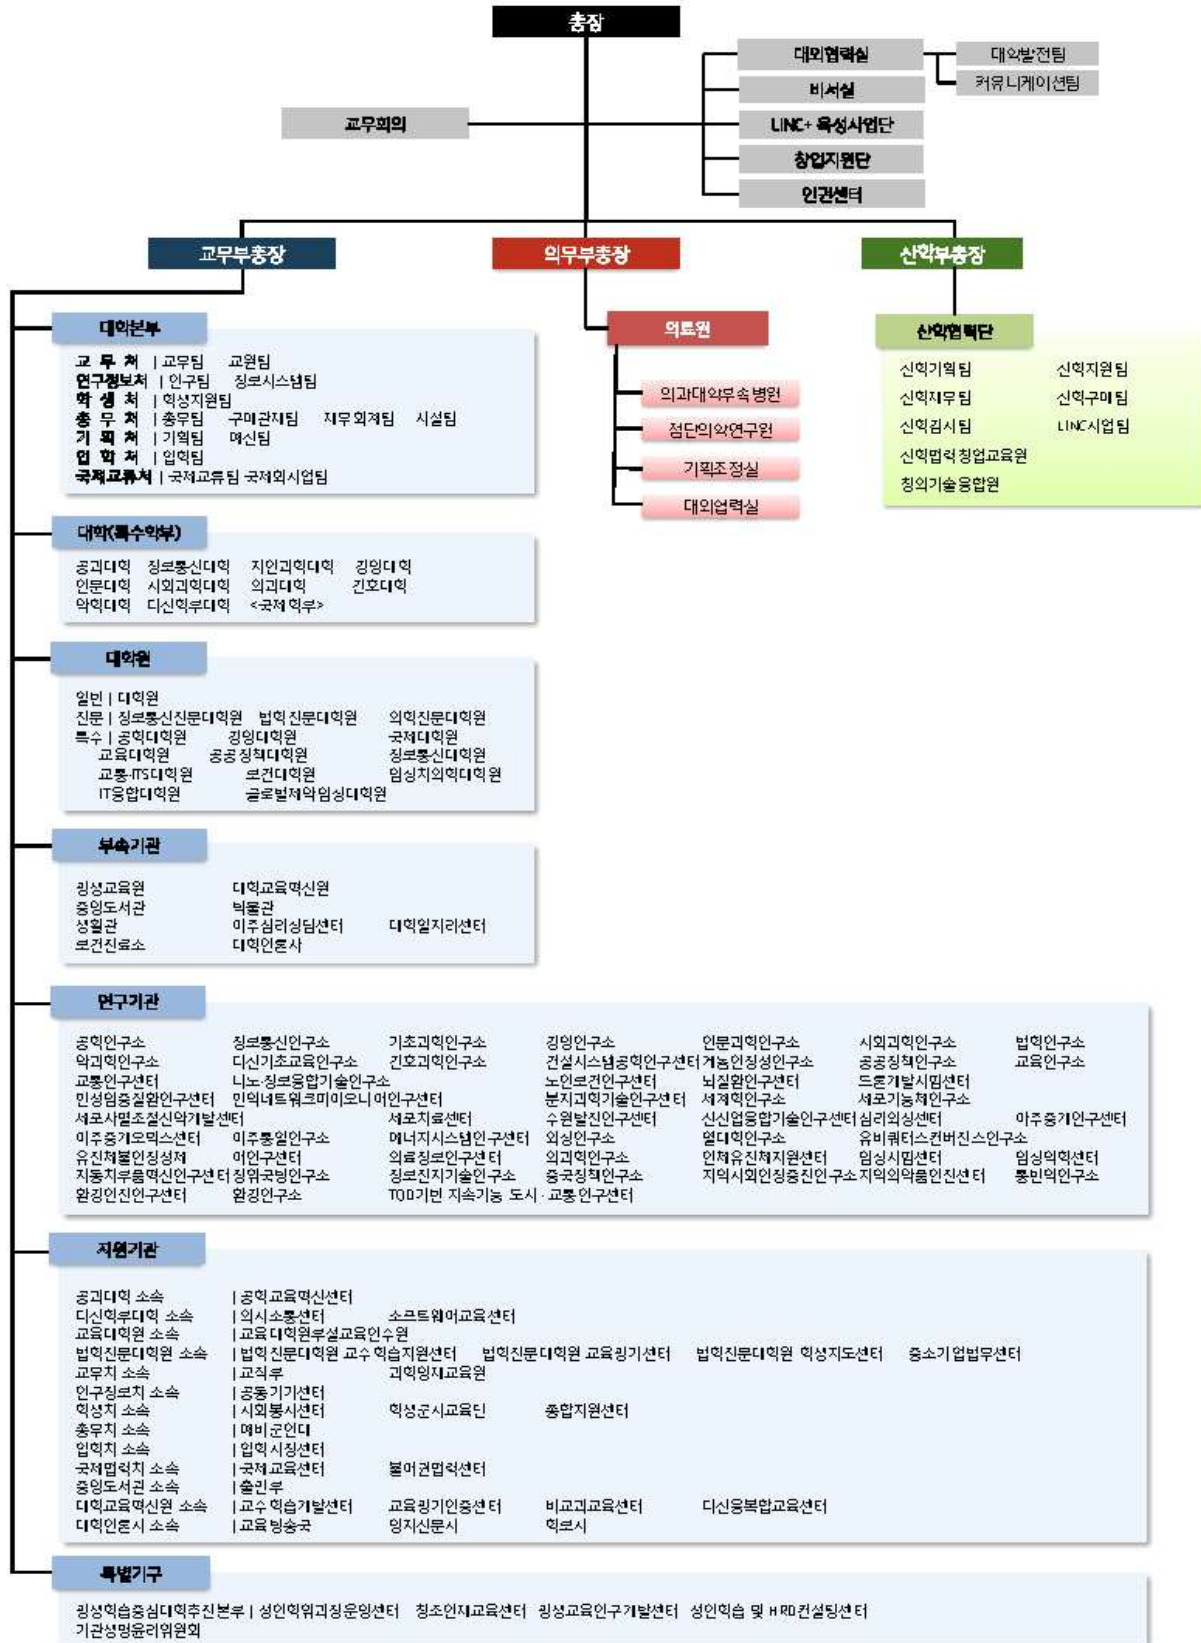 총장
대외협력실
대외발전팀
비서실
커뮤니케이션팀
교무회의
LINC+ 육성사업단
창업지원단
인권센터
교무부총장
의무부총장
산학부총장
대학본부
교 무 처 | 교무팀 교원팀
연구정보처 | 연구팀 정보시스템팀
학 생 처 | 학생지원팀
총 무 처 | 총무팀 구매관재팀 재무회계팀 시설팀
기 획 처 | 기획팀 예산팀
입 학 처 | 입학팀
국제교류처 | 국제교류팀 국제화사업팀
의료원
의과대학부속병원
첨단의학연구원
기획조정실
대외협력실
산학협력단
산학기획팀 산학지원팀
산학재무팀 산학구매팀
산학감사팀 LINC사업팀
산학협력창업교육원
창의기술융합원
대학(특수학부)
공과대학 정보통신대학 자연과학대학 경영대학
인문대학 사회과학대학 의과대학 간호대학
약학대학 다산학부대학 <국제학부>
대학원
일반 | 대학원
전문 | 정보통신전문대학원 법학전문대학원 의학전문대학원
특수 | 공학대학원 경영대학원 국제대학원
교육대학원 공공정책대학원 정보통신대학원
교통·ITS대학원 보건대학원 임상치의학대학원
IT융합대학원 글로벌제약임상대학원
부속기관
평생교육원 대학교육혁신원
중앙도서관 박물관
생활관 아주심리상담센터 대학일자리센터
보건진료소 대학언론사
연구기관
공학연구소 정보통신연구소 기초과학연구소 경영연구소 인문과학연구소 사회과학연구소 법학연구소
약과학연구소 다산기초교육연구소 간호과학연구소 건설시스템공학연구센터 게놈불안정성연구소 공공정책연구소 교육연구소
교통연구센터 나노·정보융합기술연구소 노인보건연구센터 뇌질환연구센터 드론개발시험센터
만성염증질환연구센터 면역네트워크파이오니어연구센터 분자과학기술연구센터 세계학연구소 세포기능체연구소
세포사멸조절신약개발센터 세포치료센터 수원발전연구센터 신산업융합기술연구센터 심리외상센터 아주중개연구센터
아주중개오믹스센터 아주통일연구소 에너지시스템연구센터 외상연구소 열대학연구소 유비쿼터스컨버전스연구소
유전체불안정성제어연구센터 의료정보연구센터 의과학연구소 인체유전체지원센터 임상시험센터 임상역학센터
자동차부품혁신연구센터 장위국방연구소 정보전자기술연구소 중국정책연구소 지역사회안정증진연구소 지역의약품안전센터 통번역연구소
환경안전연구센터 환경연구소 TOD기반 지속가능 도시·교통연구센터
지원기관
공과대학 소속 | 공학교육혁신센터
다산학부대학 소속 | 의사소통센터 소프트웨어교육센터
교육대학원 소속 | 교육대학원부설교육연수원
법학전문대학원 소속 | 법학전문대학원 교수학습지원센터 법학전문대학원 교육평가센터 법학전문대학원 학생지도센터 중소기업법무센터
교무처 소속 | 교직부 과학영재교육원
연구정보처 소속 | 공동기기센터
학생처 소속 | 사회봉사센터 학생군사교육단 종합지원센터
총무처 소속 | 예비군연대
입학처 소속 | 입학사정센터
국제협력처 소속 | 국제교육센터 불어권협력센터
중앙도서관 소속 | 출판부
대학교육혁신원 소속 | 교수학습개발센터 교육평가인증센터 비교과교육센터 다산융복합교육센터
대학언론사 소속 | 교육방송국 영자신문사 학보사
특별기구
평생학습중심대학추진본부 | 성인학위과정운영센터 창조인재교육센터 평생교육연구개발센터 성인학습 및 HRD컨설팅센터
기관생명윤리위원회